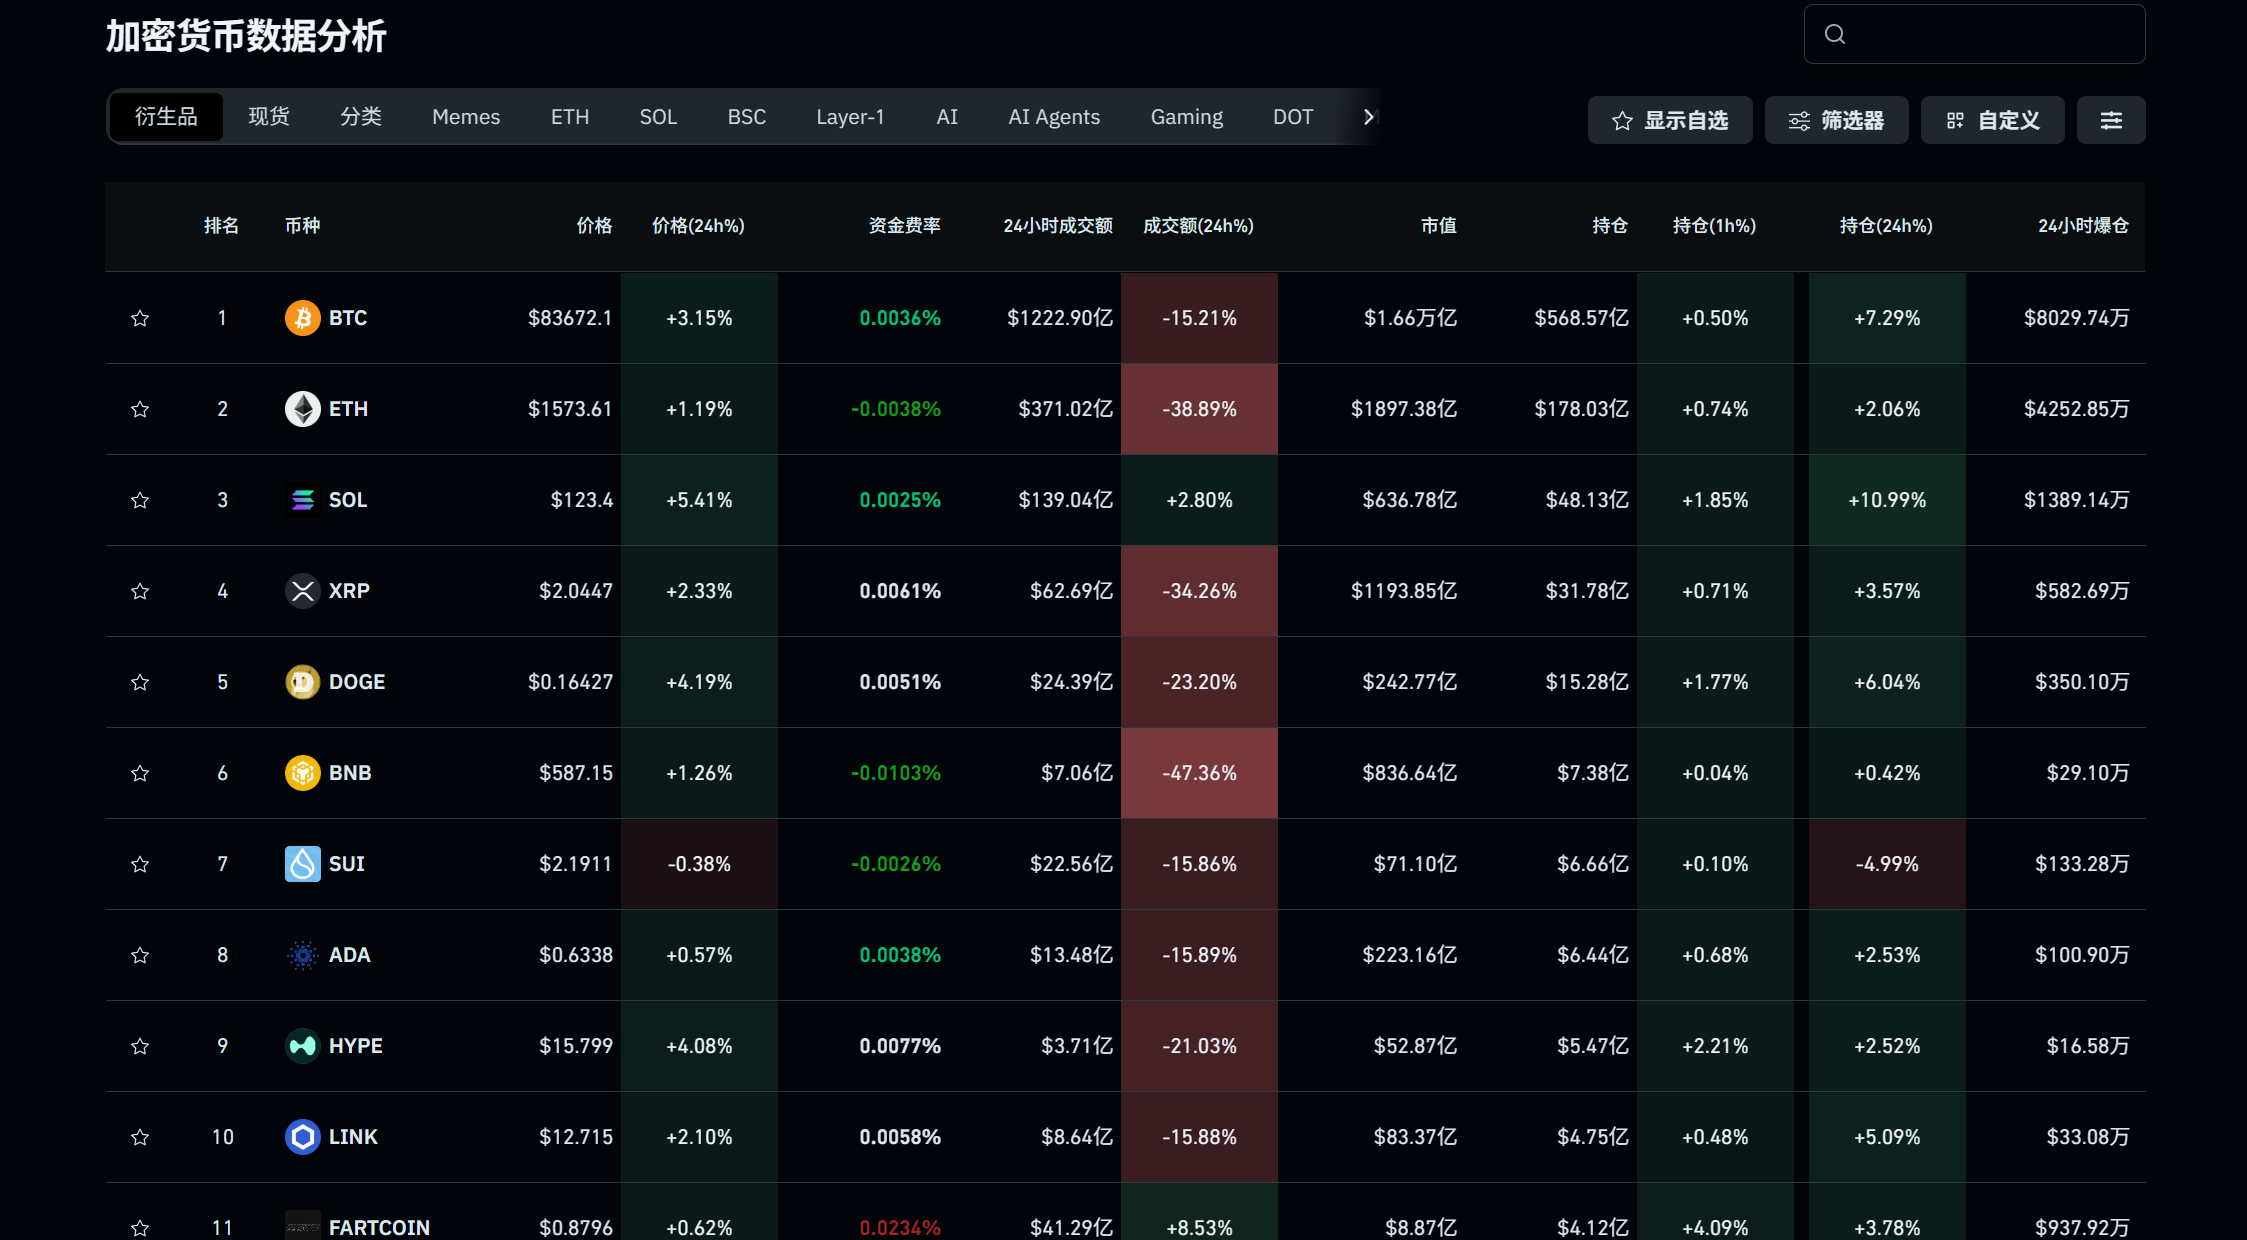 加密货币数据分析
衍生品 现货 分类 Memes ETH SOL BSC Layer-1 AI AI Agents Gaming DOT
显示自选 筛选器 自定义
排名 币种 价格 价格(24h%) 资金费率 24小时成交额 成交额(24h%) 市值 持仓 持仓(1h%) 持仓(24h%) 24小时爆仓
1 BTC $83672.1 +3.15% 0.0036% $1222.90亿 -15.21% $1.66万亿 $568.57亿 +0.50% +7.29% $8029.74万
2 ETH $1573.61 +1.19% -0.0038% $371.02亿 -38.89% $1897.38亿 $178.03亿 +0.74% +2.06% $4252.85万
3 SOL $123.4 +5.41% 0.0025% $139.04亿 +2.80% $636.78亿 $48.13亿 +1.85% +10.99% $1389.14万
4 XRP $2.0447 +2.33% 0.0061% $62.69亿 -34.26% $1193.85亿 $31.78亿 +0.71% +3.57% $582.69万
5 DOGE $0.16427 +4.19% 0.0051% $24.39亿 -23.20% $242.77亿 $15.28亿 +1.77% +6.04% $350.10万
6 BNB $587.15 +1.26% -0.0103% $7.06亿 -47.36% $836.64亿 $7.38亿 +0.04% +0.42% $29.10万
7 SUI $2.1911 -0.38% -0.0026% $22.56亿 -15.86% $71.10亿 $6.66亿 +0.10% -4.99% $133.28万
8 ADA $0.6338 +0.57% 0.0038% $13.48亿 -15.89% $223.16亿 $6.44亿 +0.68% +2.53% $100.90万
9 HYPE $15.799 +4.08% 0.0077% $3.71亿 -21.03% $52.87亿 $5.47亿 +2.21% +2.52% $16.58万
10 LINK $12.715 +2.10% 0.0058% $8.64亿 -15.88% $83.37亿 $4.75亿 +0.48% +5.09% $33.08万
11 FARTCOIN $0.8796 +0.62% 0.0234% $41.29亿 +8.53% $8.87亿 $4.12亿 +4.09% +3.78% $937.92万